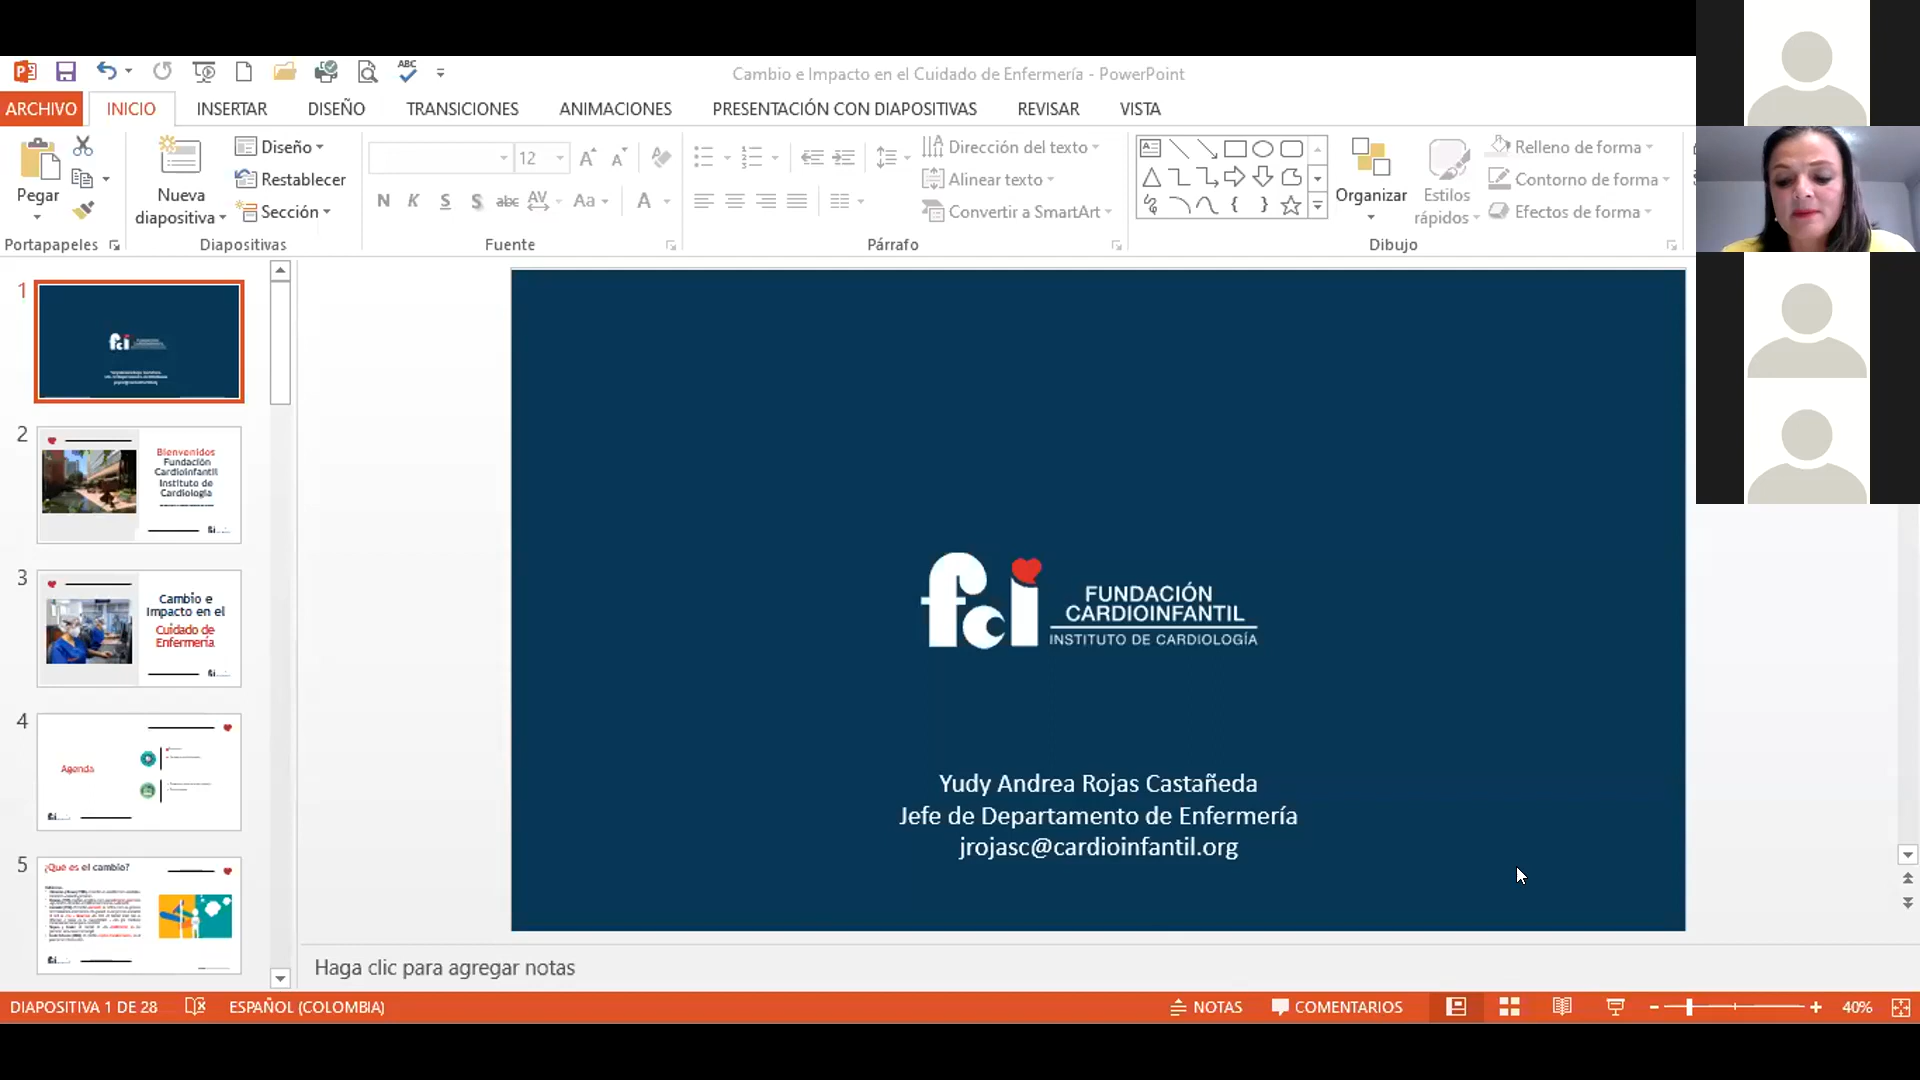 Cambio e Impacto en el Cuidado de Enfermería - PowerPoint
ARCHIVO INICIO INSERTAR DISEÑO TRANSICIONES ANIMACIONES PRESENTACIÓN CON DIAPOSITIVAS REVISAR VISTA
Pegar
Nueva diapositiva
Diseño
Restablecer
Sección
12
N K S S abc AV Aa A
Dirección del texto
Alinear texto
Convertir a SmartArt
Organizar
Estilos rápidos
Relleno de forma
Contorno de forma
Efectos de forma
Portapapeles Diapositivas Fuente Párrafo Dibujo
1
2
Bienvenidos
Fundación
Cardioinfantil
Instituto de
Cardiología
3
Cambio e
Impacto en el
Cuidado de
Enfermería
4
Agenda
5
¿Qué es el cambio?
fci
FUNDACIÓN
CARDIOINFANTIL
INSTITUTO DE CARDIOLOGÍA
Yudy Andrea Rojas Castañeda
Jefe de Departamento de Enfermería
jrojasc@cardioinfantil.org
Haga clic para agregar notas
DIAPOSITIVA 1 DE 28 ESPAÑOL (COLOMBIA) NOTAS COMENTARIOS 40%